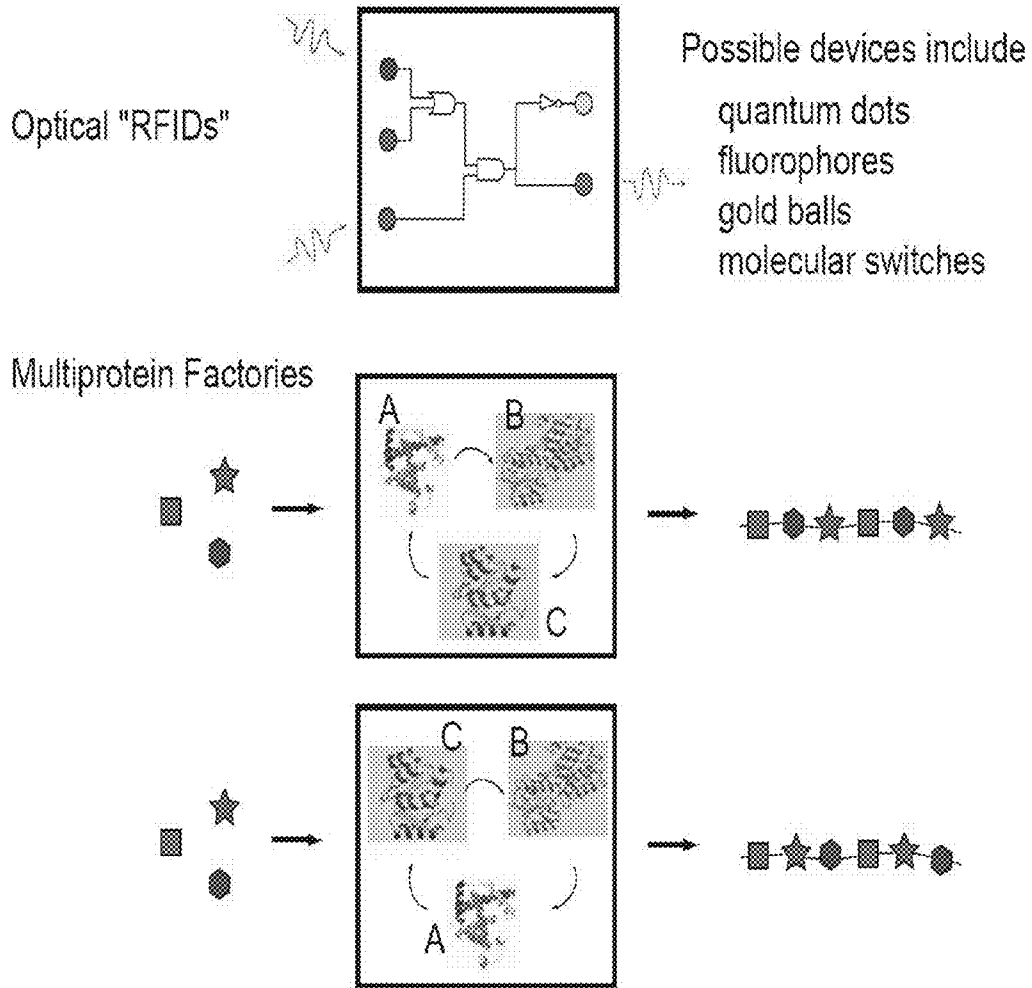 Optical "RFIDs"
Possible devices include
quantum dots
fluorophores
gold balls
molecular switches
Multiprotein Factories
A
B
C
C
B
A